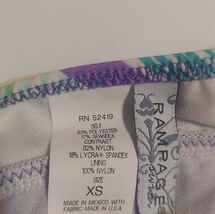 RN 52419
SELF
83% POLYESTER
17% SPANDEX
CONTRAST
82% NYLON
18% LYCRA® SPANDEX
LINING
100% NYLON
SIZE
XS
MADE IN MEXICO WITH
FABRIC MADE IN U.S.A.
RAMPAGE